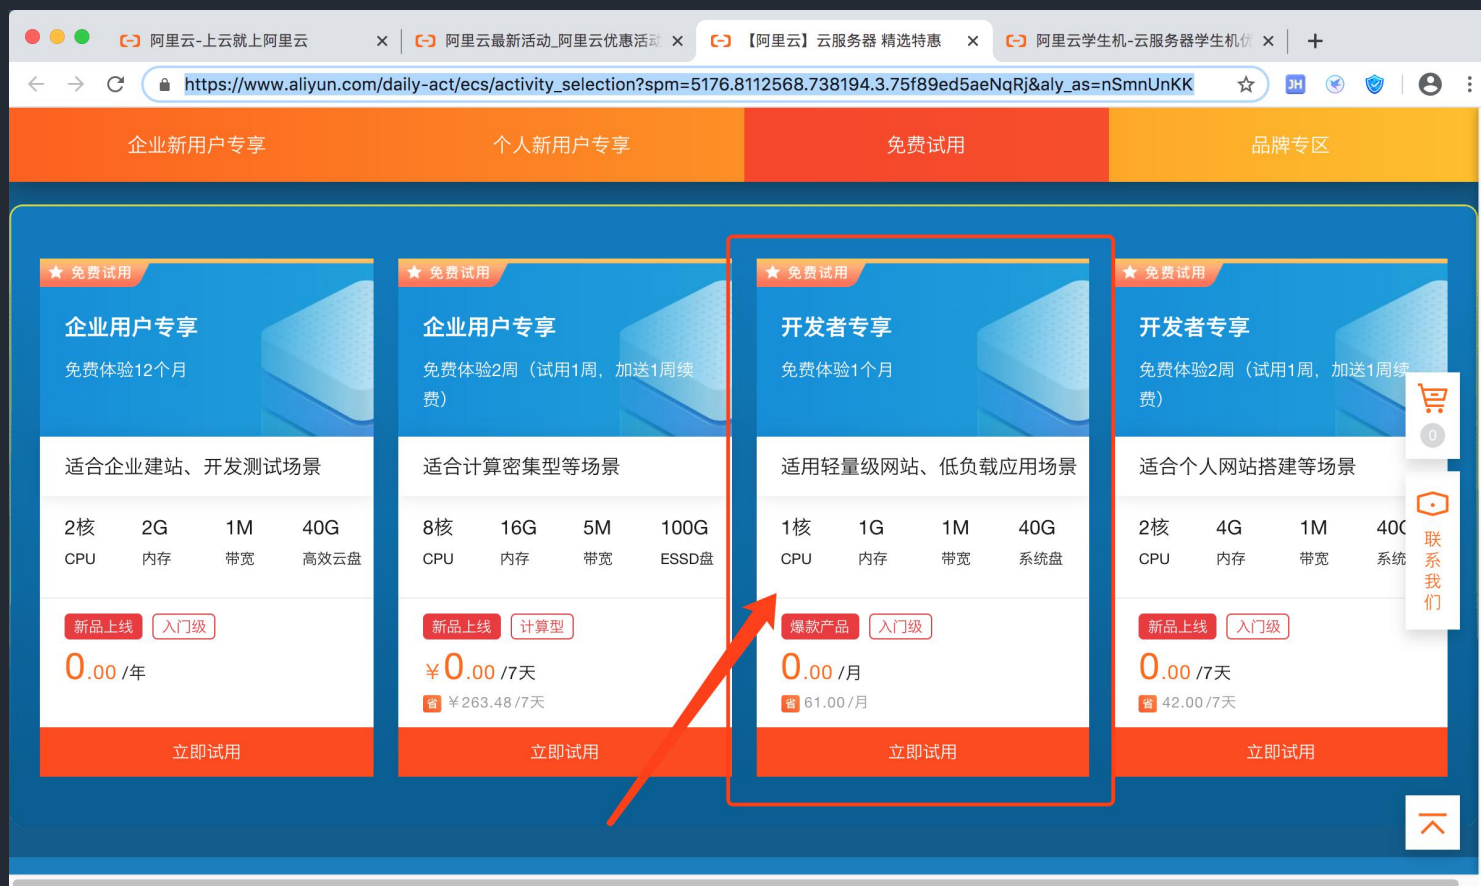 阿里云-上云就上阿里云
阿里云最新活动_阿里云优惠活动
【阿里云】云服务器 精选特惠
阿里云学生机-云服务器学生机优
https://www.aliyun.com/daily-act/ecs/activity_selection?spm=5176.8112568.738194.3.75f89ed5aeNqRj&aly_as=nSmnUnKK
JH
企业新用户专享
个人新用户专享
免费试用
品牌专区
免费试用
企业用户专享
免费体验12个月
适合企业建站、开发测试场景
2核 2G 1M 40G
CPU 内存 带宽 高效云盘
新品上线 入门级
0.00 /年
立即试用
免费试用
企业用户专享
免费体验2周（试用1周，加送1周续
费）
适合计算密集型等场景
8核 16G 5M 100G
CPU 内存 带宽 ESSD盘
新品上线 计算型
¥0.00 /7天
省 ¥263.48/7天
立即试用
免费试用
开发者专享
免费体验1个月
适用轻量级网站、低负载应用场景
1核 1G 1M 40G
CPU 内存 带宽 系统盘
爆款产品 入门级
0.00 /月
省 61.00/月
立即试用
免费试用
开发者专享
免费体验2周（试用1周，加送1周续
费）
适合个人网站搭建等场景
2核 4G 1M 40G
CPU 内存 带宽 系统
新品上线 入门级
0.00 /7天
省 42.00/7天
立即试用
0
联
系
我
们